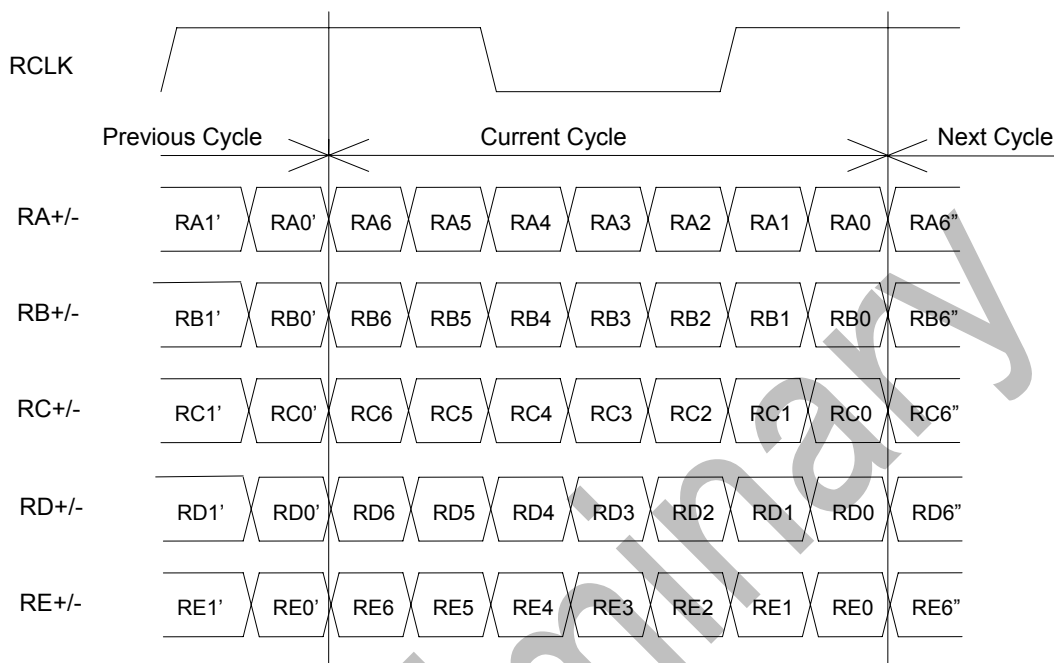 RCLK
Previous Cycle Current Cycle Next Cycle
RA+/- RA1’ RA0’ RA6 RA5 RA4 RA3 RA2 RA1 RA0 RA6”
RB+/- RB1’ RB0’ RB6 RB5 RB4 RB3 RB2 RB1 RB0 RB6”
RC+/- RC1’ RC0’ RC6 RC5 RC4 RC3 RC2 RC1 RC0 RC6”
RD+/- RD1’ RD0’ RD6 RD5 RD4 RD3 RD2 RD1 RD0 RD6”
RE+/- RE1’ RE0’ RE6 RE5 RE4 RE3 RE2 RE1 RE0 RE6”
minary